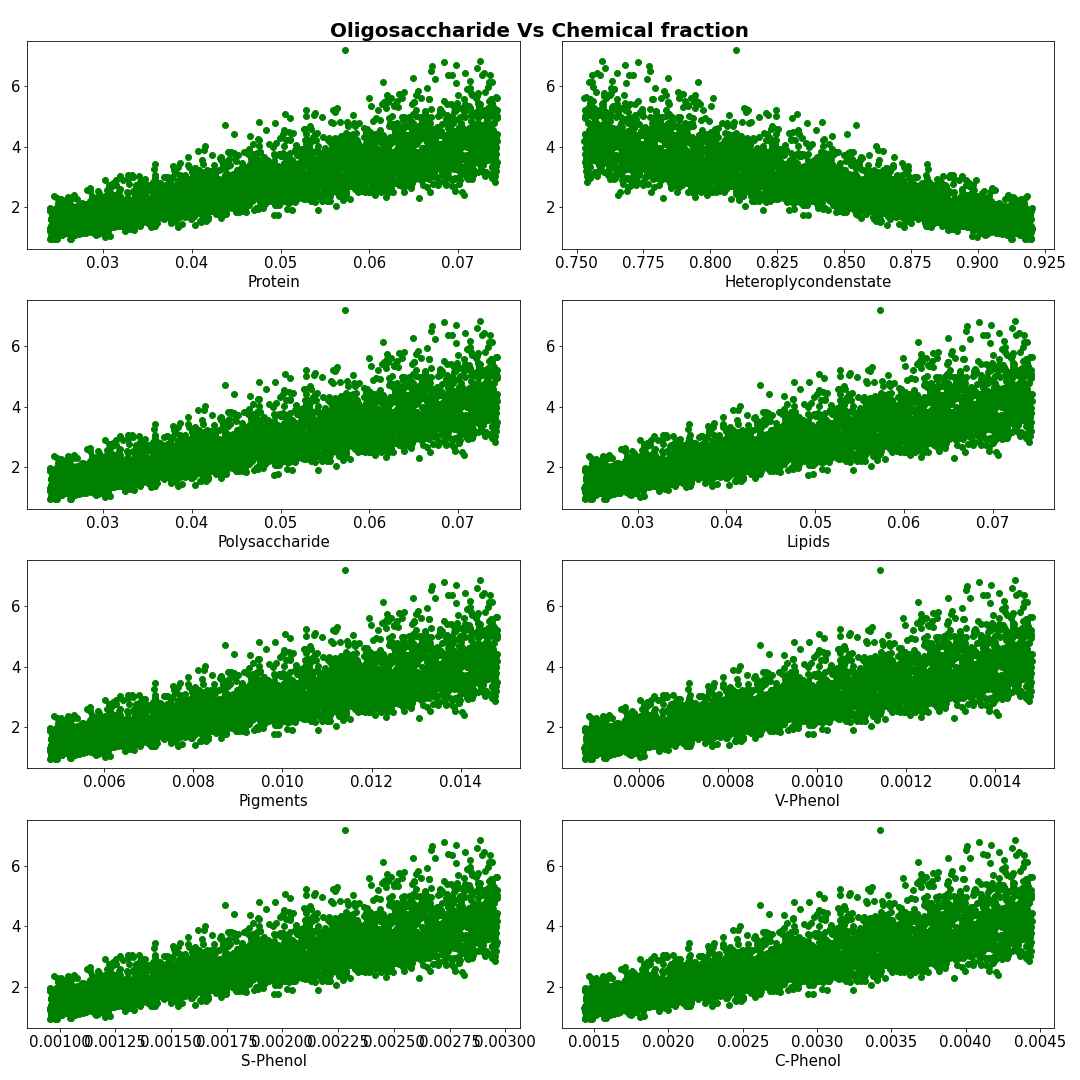 Oligosaccharide Vs Chemical fraction
6
4
2
0.03 0.04 0.05 0.06 0.07
Protein
6
4
2
0.750 0.775 0.800 0.825 0.850 0.875 0.900 0.925
Heteroplycondenstate
6
4
2
0.03 0.04 0.05 0.06 0.07
Polysaccharide
6
4
2
0.03 0.04 0.05 0.06 0.07
Lipids
6
4
2
0.006 0.008 0.010 0.012 0.014
Pigments
6
4
2
0.0006 0.0008 0.0010 0.0012 0.0014
V-Phenol
6
4
2
0.00100 0.00125 0.00150 0.00175 0.00200 0.00225 0.00250 0.00275 0.00300
S-Phenol
6
4
2
0.0015 0.0020 0.0025 0.0030 0.0035 0.0040 0.0045
C-Phenol